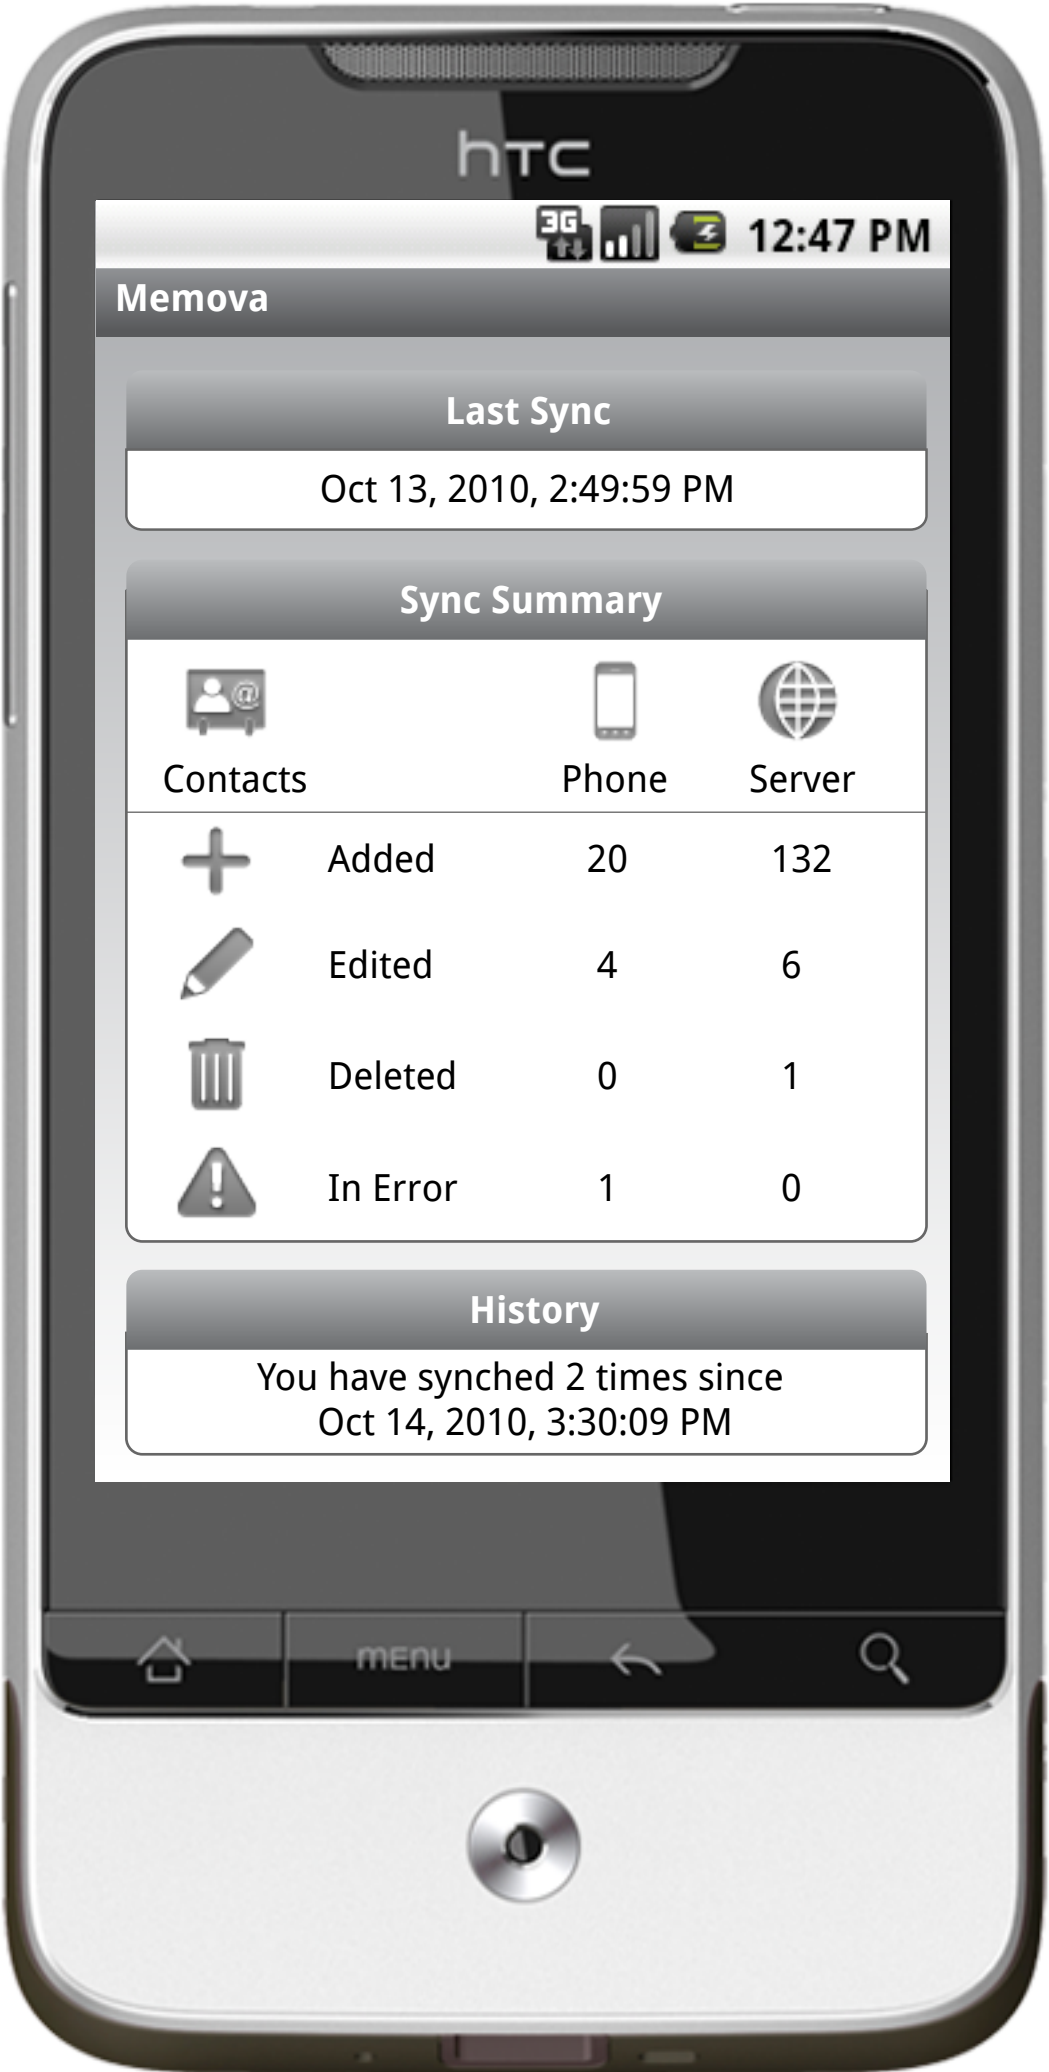 hTC
3G 12:47 PM
Memova
Last Sync
Oct 13, 2010, 2:49:59 PM
Sync Summary
@
Contacts Phone Server
Added 20 132
Edited 4 6
Deleted 0 1
In Error 1 0
History
You have synched 2 times since
Oct 14, 2010, 3:30:09 PM
MENU